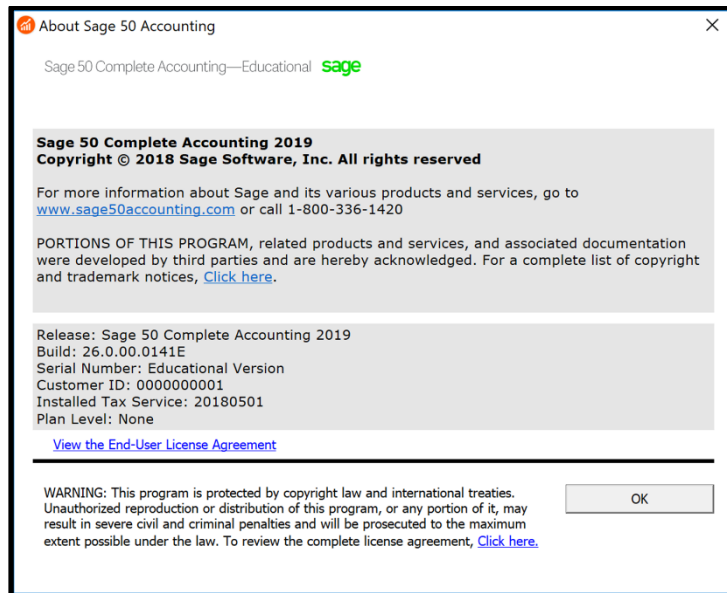 About Sage 50 Accounting
Sage 50 Complete Accounting—Educational sage
Sage 50 Complete Accounting 2019
Copyright © 2018 Sage Software, Inc. All rights reserved
For more information about Sage and its various products and services, go to
www.sage50accounting.com or call 1-800-336-1420
PORTIONS OF THIS PROGRAM, related products and services, and associated documentation
were developed by third parties and are hereby acknowledged. For a complete list of copyright
and trademark notices, Click here.
Release: Sage 50 Complete Accounting 2019
Build: 26.0.00.0141E
Serial Number: Educational Version
Customer ID: 0000000001
Installed Tax Service: 20180501
Plan Level: None
View the End-User License Agreement
WARNING: This program is protected by copyright law and international treaties.
Unauthorized reproduction or distribution of this program, or any portion of it, may
result in severe civil and criminal penalties and will be prosecuted to the maximum
extent possible under the law. To review the complete license agreement, Click here.
OK